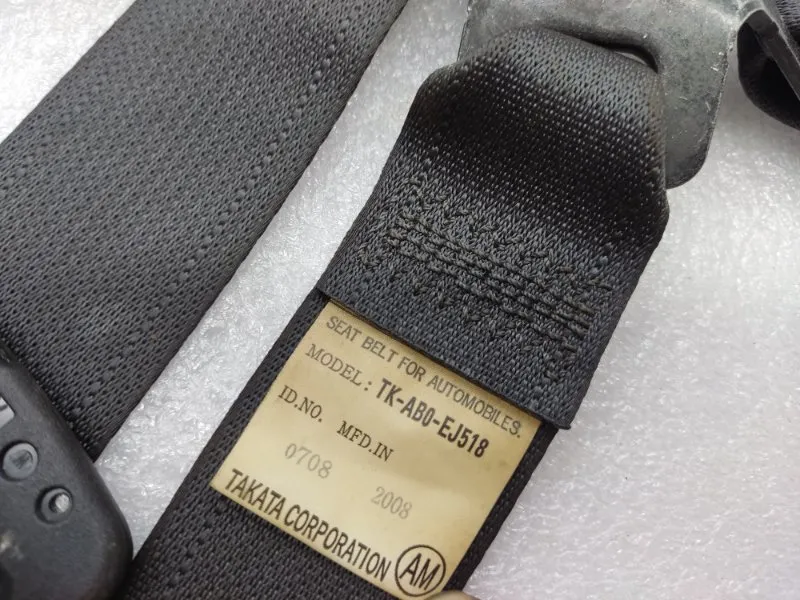 SEAT BELT FOR AUTOMOBILES.
MODEL: TK-AB0-EJ518
ID.NO. MFD.IN
0708 2008
TAKATA CORPORATION AM